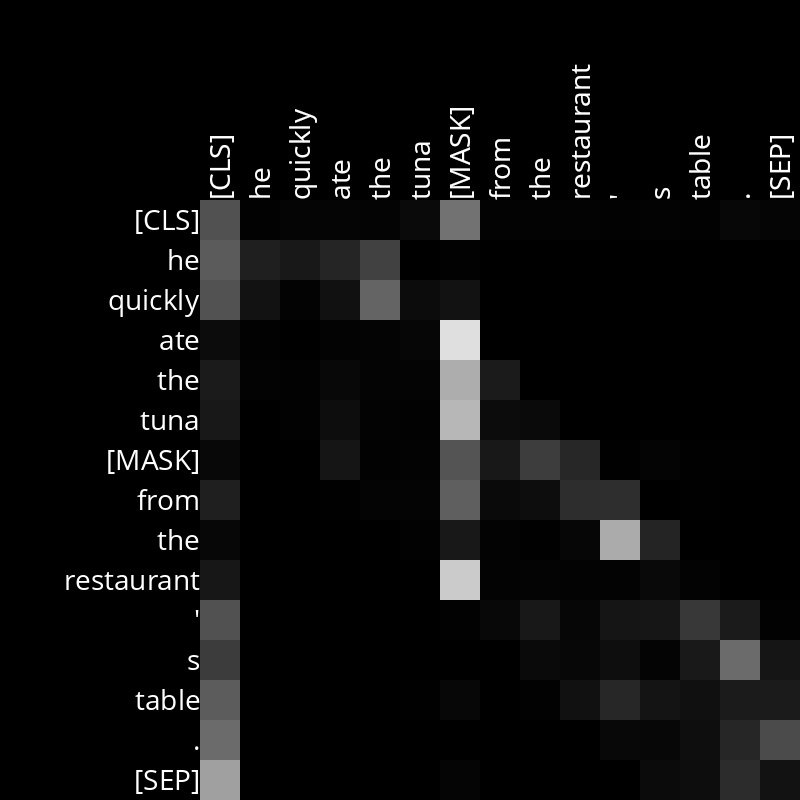 [CLS] he quickly ate the tuna [MASK] from the restaurant ' s table . [SEP]
[CLS]
he
quickly
ate
the
tuna
[MASK]
from
the
restaurant
'
s
table
.
[SEP]